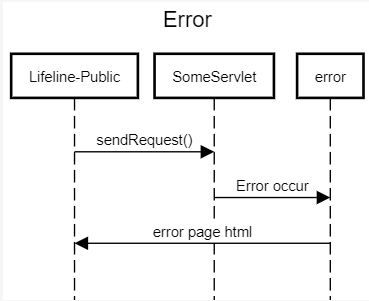 Error
Lifeline-Public
SomeServlet
error
sendRequest()
Error occur
error page html